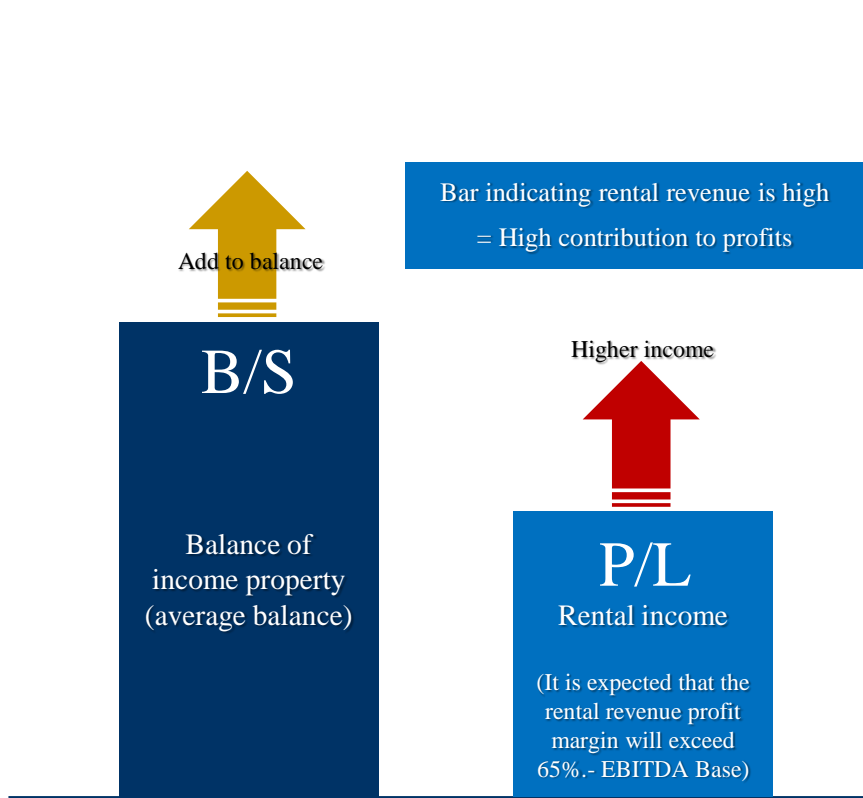 Bar indicating rental revenue is high
= High contribution to profits
Add to balance
B/S
Balance of
income property
(average balance)
Higher income
P/L
Rental income
(It is expected that the
rental revenue profit
margin will exceed
65%.- EBITDA Base)